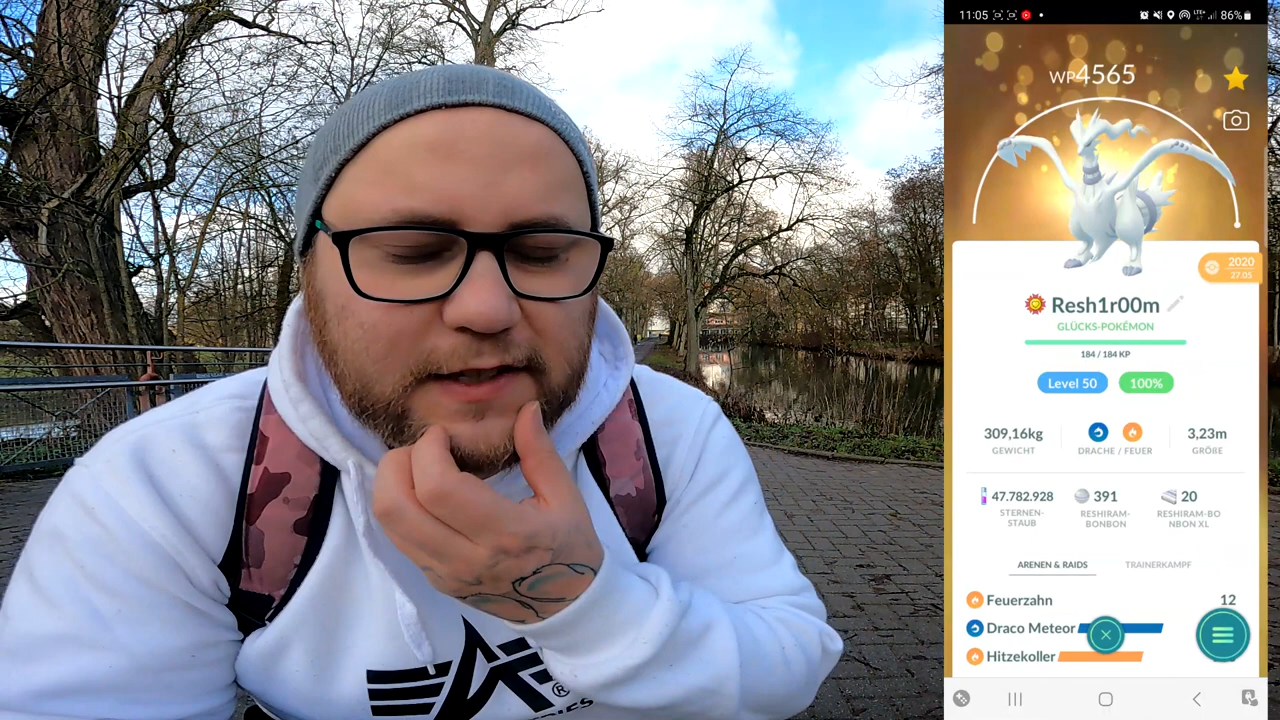 11:05
LTE+
86%
WP4565
2020
27.05
Resh1r00m
GLÜCKS-POKÉMON
184 / 184 KP
Level 50
100%
309,16kg
GEWICHT
DRACHE / FEUER
3,23m
GRÖßE
47.782.928
STERNEN-
STAUB
391
RESHIRAM-
BONBON
20
RESHIRAM-BO
NBON XL
ARENEN & RAIDS
TRAINERKAMPF
Feuerzahn
12
Draco Meteor
Hitzekoller
®